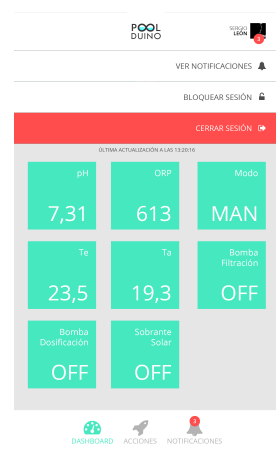 POOL
DUINO
SERGIO
LEÓN
3
VER NOTIFICACIONES
BLOQUEAR SESIÓN
CERRAR SESIÓN
ÚLTIMA ACTUALIZACIÓN A LAS 13:20:16
pH
7,31
ORP
613
Modo
MAN
Te
23,5
Ta
19,3
Bomba
Filtración
OFF
Bomba
Dosificación
OFF
Sobrante
Solar
OFF
3
DASHBOARD
ACCIONES
NOTIFICACIONES